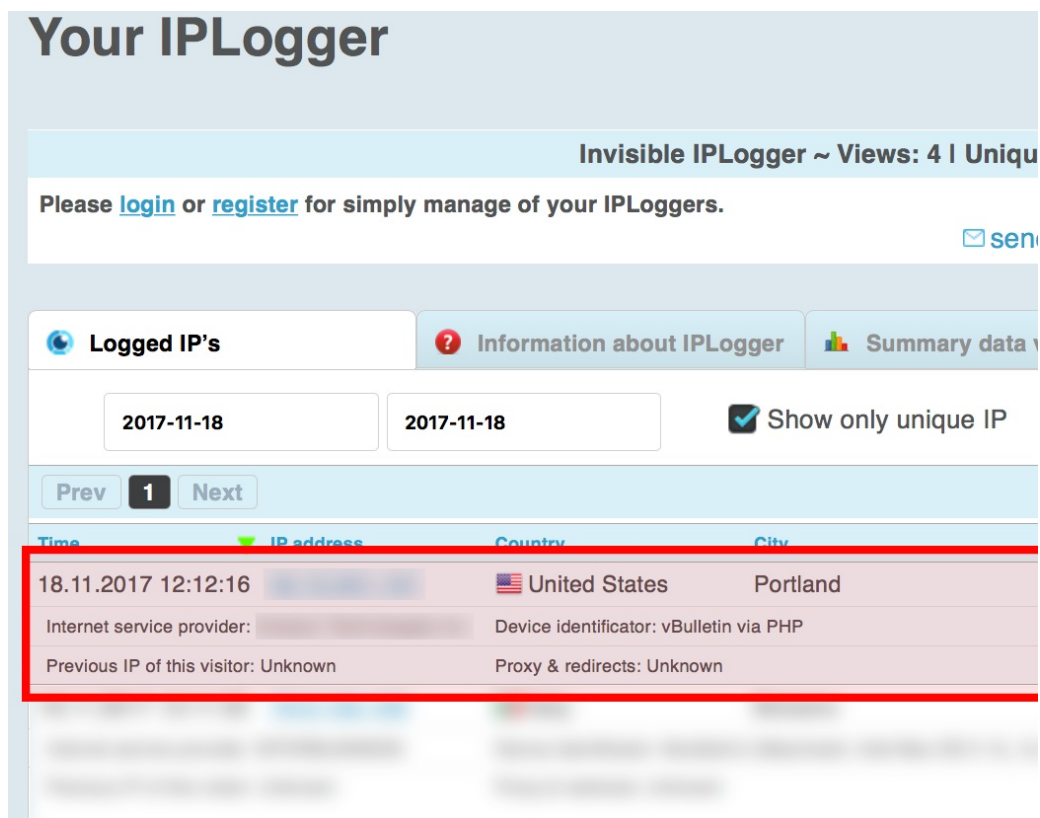 Your IPLogger
Invisible IPLogger ~ Views: 4 | Uniqu
Please login or register for simply manage of your IPLoggers.
send
Logged IP's
Information about IPLogger
Summary data v
2017-11-18 2017-11-18 Show only unique IP
Prev 1 Next
Time IP address Country City
18.11.2017 12:12:16 United States Portland
Internet service provider: Device identificator: vBulletin via PHP
Previous IP of this visitor: Unknown Proxy & redirects: Unknown